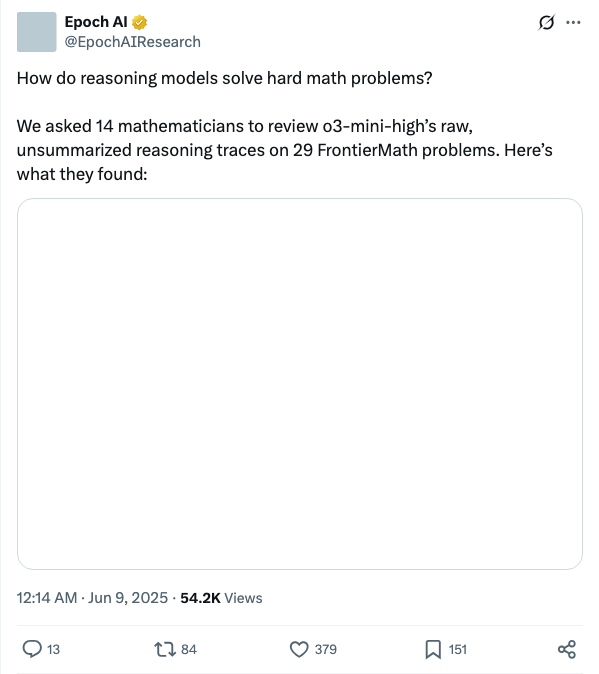 Epoch AI
@EpochAIResearch
How do reasoning models solve hard math problems?
We asked 14 mathematicians to review o3-mini-high’s raw,
unsummarized reasoning traces on 29 FrontierMath problems. Here’s
what they found:
12:14 AM · Jun 9, 2025 · 54.2K Views
13
84
379
151